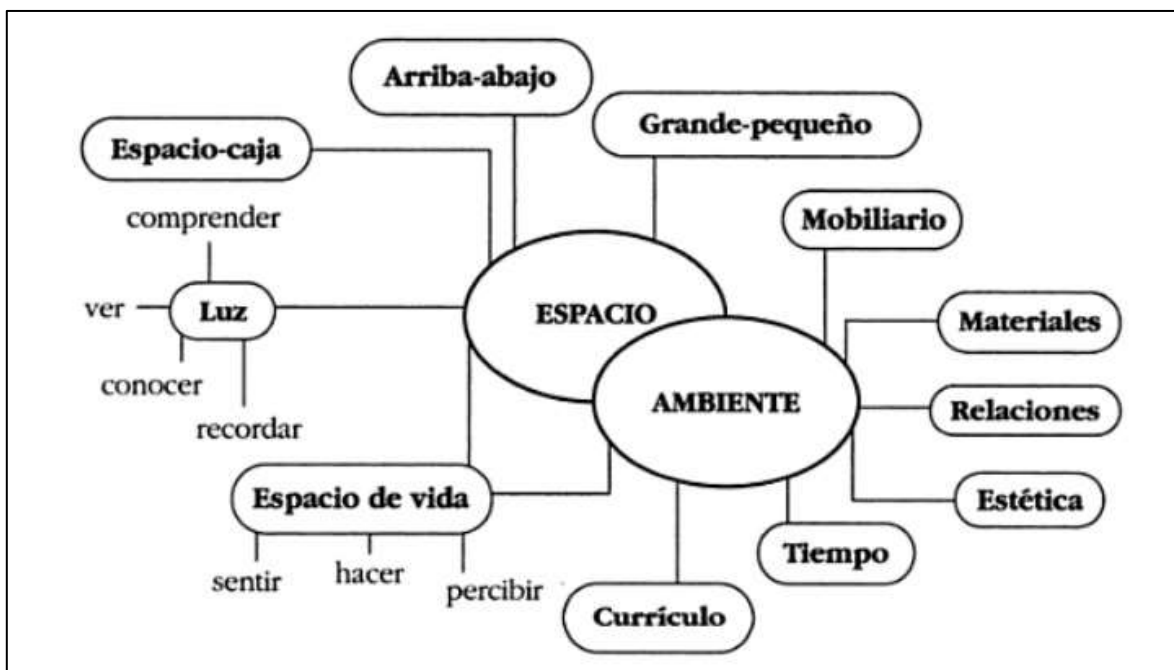 Arriba-abajo
Grande-pequeño
Espacio-caja
Mobiliario
comprender
ver
Luz
ESPACIO
Materiales
conocer
AMBIENTE
Relaciones
recordar
Espacio de vida
Estética
sentir
hacer
percibir
Tiempo
Currículo